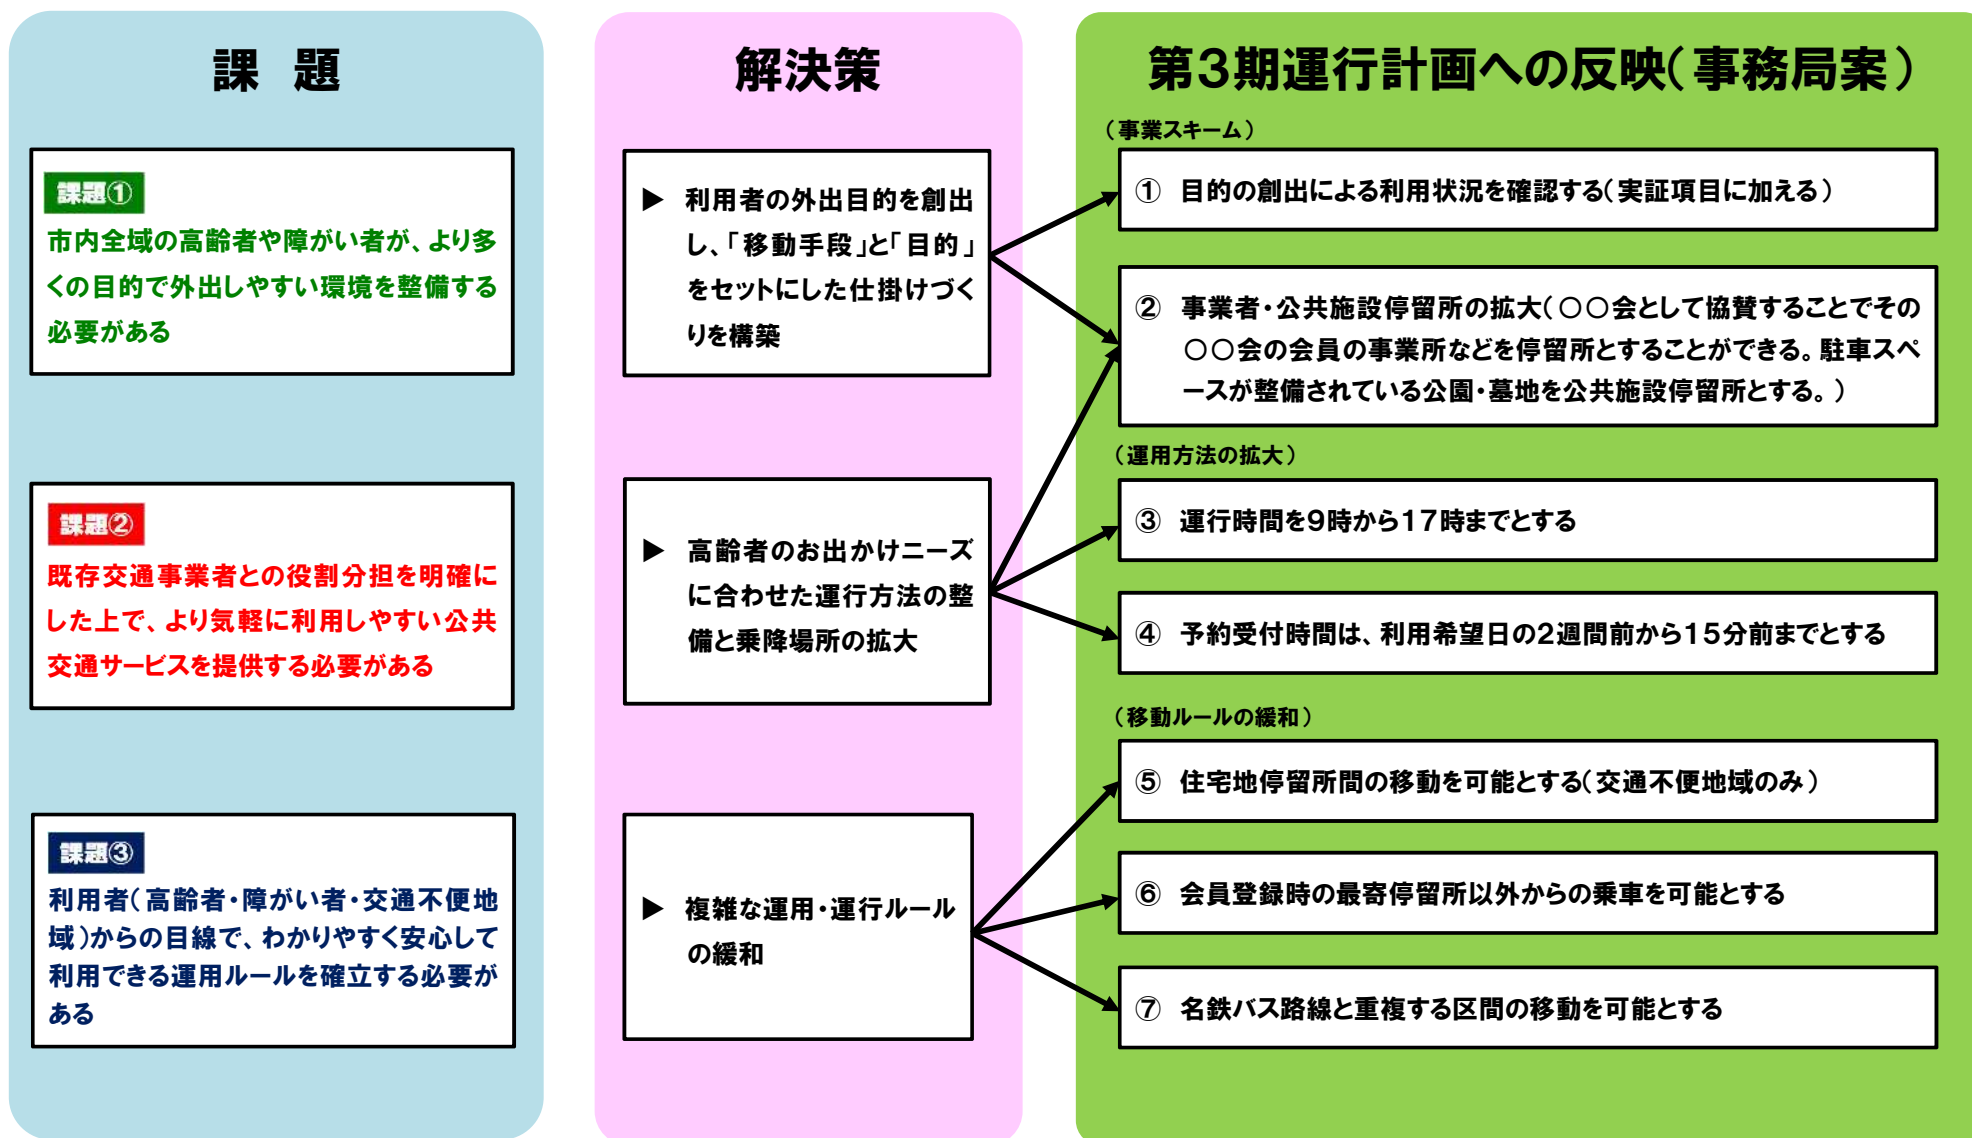 課 題
課題①
市内全域の高齢者や障がい者が、より多
くの目的で外出しやすい環境を整備する
必要がある
課題②
既存交通事業者との役割分担を明確に
した上で、より気軽に利用しやすい公共
交通サービスを提供する必要がある
課題③
利用者(高齢者・障がい者・交通不便地
域)からの目線で、わかりやすく安心して
利用できる運用ルールを確立する必要が
ある
解決策
▶ 利用者の外出目的を創出
し、「移動手段」と「目的」
をセットにした仕掛けづく
りを構築
▶ 高齢者のお出かけニーズ
に合わせた運行方法の整
備と乗降場所の拡大
▶ 複雑な運用・運行ルール
の緩和
第3期運行計画への反映(事務局案)
(事業スキーム)
① 目的の創出による利用状況を確認する(実証項目に加える)
② 事業者・公共施設停留所の拡大(〇〇会として協賛することでその
〇〇会の会員の事業所などを停留所とすることができる。駐車スペ
ースが整備されている公園・墓地を公共施設停留所とする。)
(運用方法の拡大)
③ 運行時間を9時から17時までとする
④ 予約受付時間は、利用希望日の2週間前から15分前までとする
(移動ルールの緩和)
⑤ 住宅地停留所間の移動を可能とする(交通不便地域のみ)
⑥ 会員登録時の最寄停留所以外からの乗車を可能とする
⑦ 名鉄バス路線と重複する区間の移動を可能とする